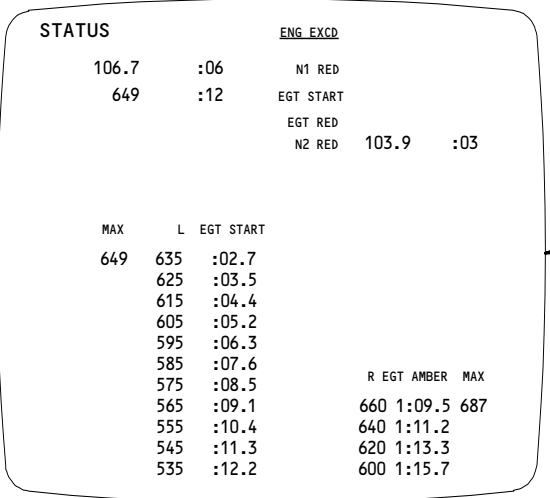 STATUS ENG EXCD
106.7 :06 N1 RED
649 :12 EGT START
EGT RED
N2 RED 103.9 :03
MAX L EGT START
649 635 :02.7
625 :03.5
615 :04.4
605 :05.2
595 :06.3
585 :07.6
575 :08.5 R EGT AMBER MAX
565 :09.1 660 1:09.5 687
555 :10.4 640 1:11.2
545 :11.3 620 1:13.3
535 :12.2 600 1:15.7